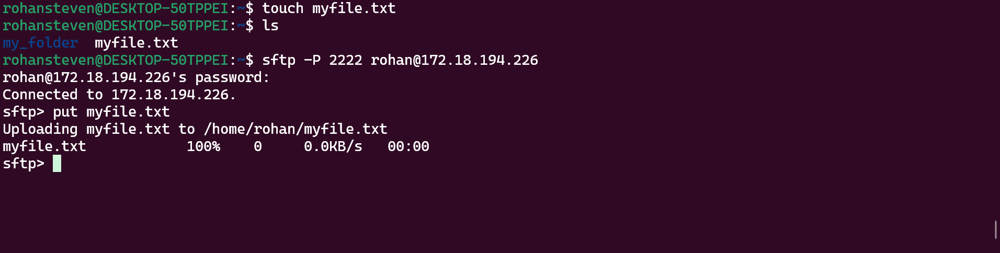 rohansteven@DESKTOP-50TPPEI:~$ touch myfile.txt
rohansteven@DESKTOP-50TPPEI:~$ ls
my_folder  myfile.txt
rohansteven@DESKTOP-50TPPEI:~$ sftp -P 2222 rohan@172.18.194.226
rohan@172.18.194.226's password:
Connected to 172.18.194.226.
sftp> put myfile.txt
Uploading myfile.txt to /home/rohan/myfile.txt
myfile.txt            100%    0     0.0KB/s   00:00
sftp>